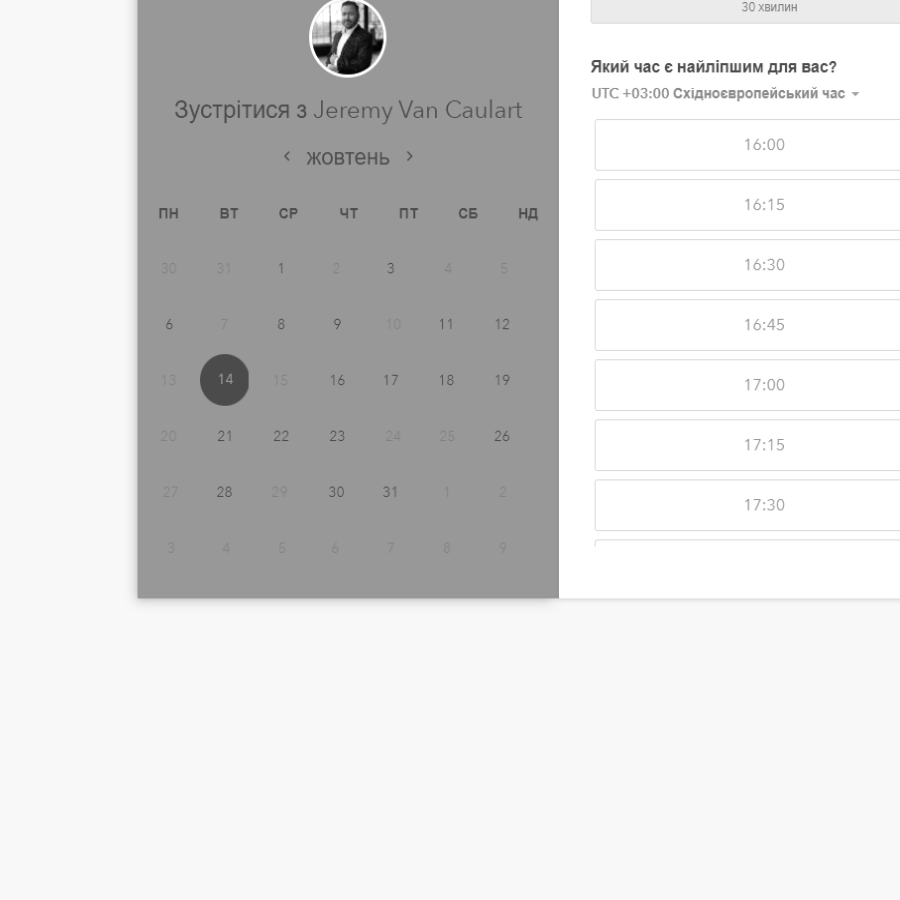 Зустрітися з Jeremy Van Caulart
жовтень
ПН ВТ СР ЧТ ПТ СБ НД
30 31 1 2 3 4 5
6 7 8 9 10 11 12
13 14 15 16 17 18 19
20 21 22 23 24 25 26
27 28 29 30 31 1 2
3 4 5 6 7 8 9
30 хвилин
Який час є найліпшим для вас?
UTC +03:00 Східноєвропейський час
16:00
16:15
16:30
16:45
17:00
17:15
17:30